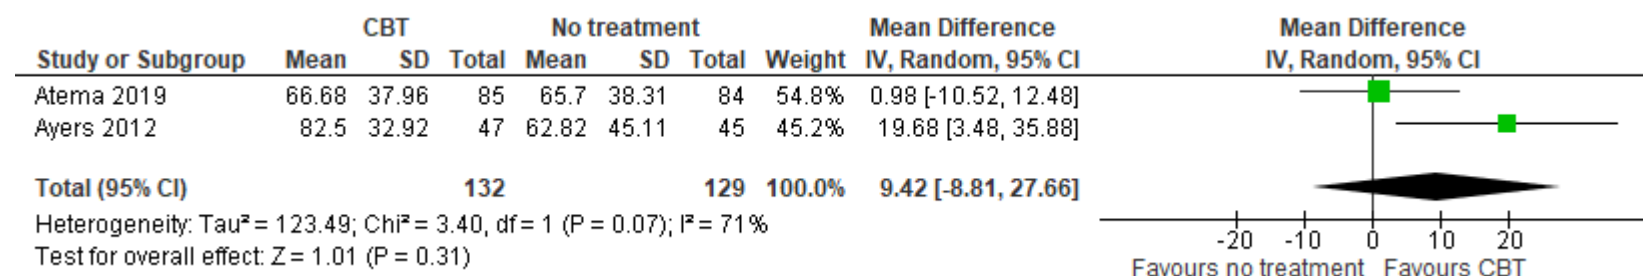 CBT No treatment Mean Difference Mean Difference
Study or Subgroup Mean SD Total Mean SD Total Weight IV, Random, 95% CI IV, Random, 95% CI
Atema 2019 66.68 37.96 85 65.7 38.31 84 54.8% 0.98 [-10.52, 12.48]
Ayers 2012 82.5 32.92 47 62.82 45.11 45 45.2% 19.68 [3.48, 35.88]
Total (95% CI) 132 129 100.0% 9.42 [-8.81, 27.66]
Heterogeneity: Tau² = 123.49; Chi² = 3.40, df = 1 (P = 0.07); I² = 71%
Test for overall effect: Z = 1.01 (P = 0.31)
-20 -10 0 10 20
Favours no treatment Favours CBT